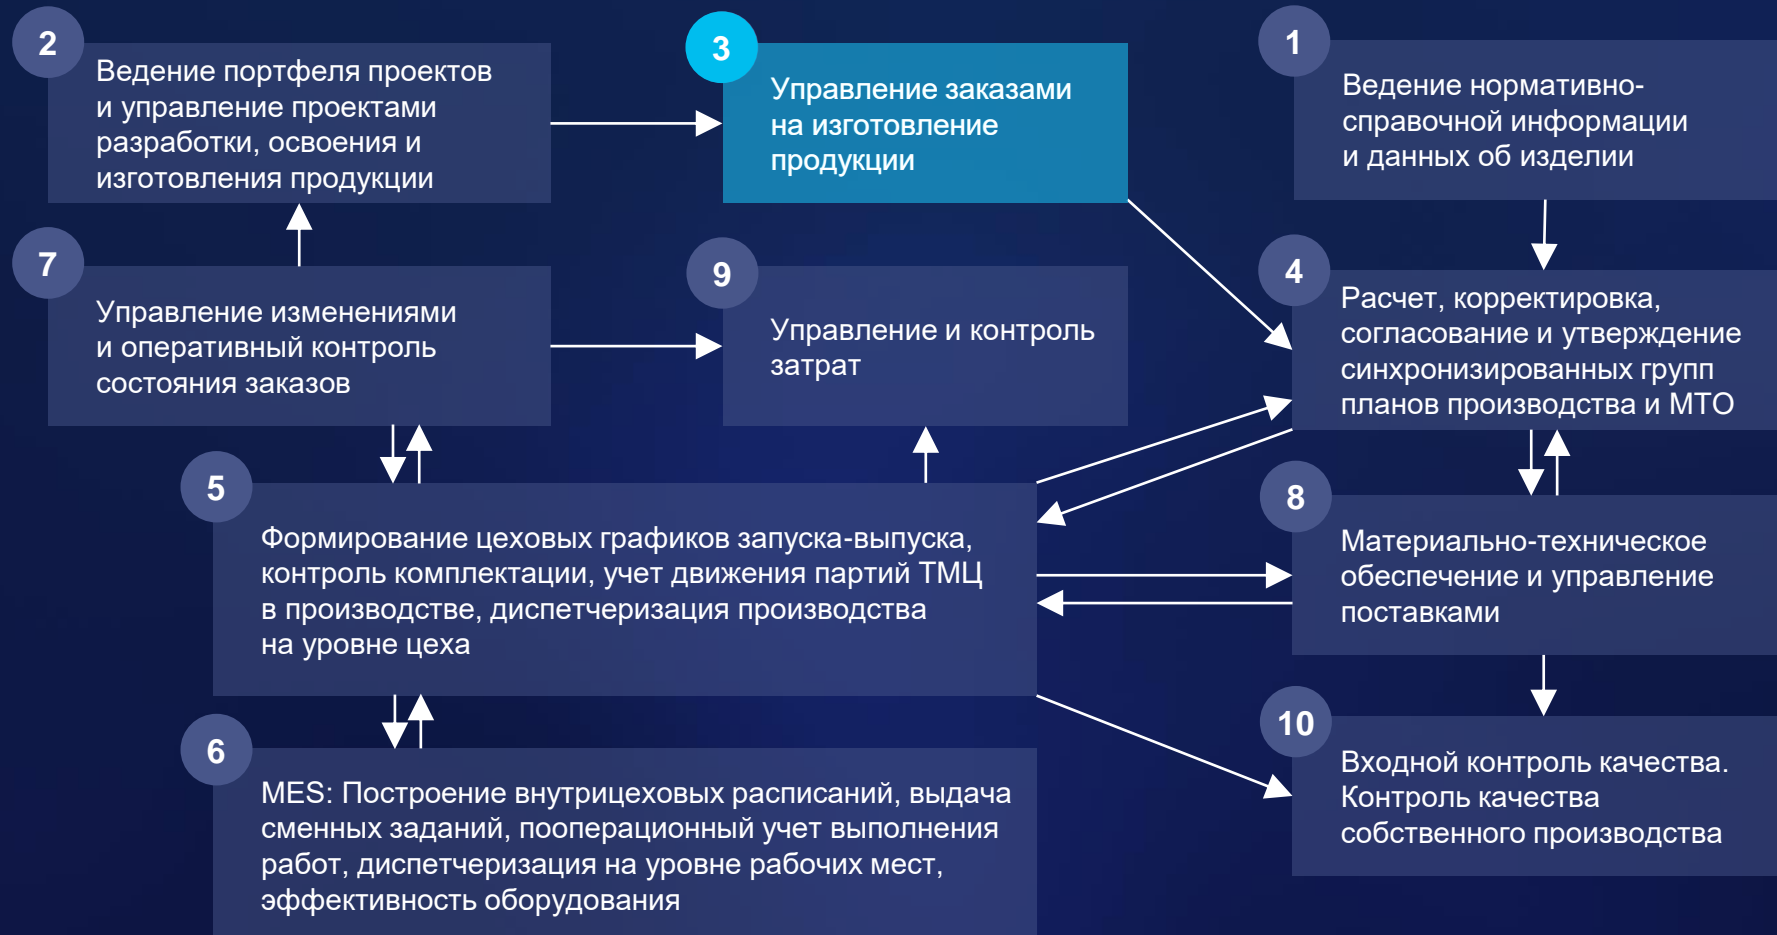 2
Ведение портфеля проектов
и управление проектами
разработки, освоения и
изготовления продукции
3
Управление заказами
на изготовление
продукции
1
Ведение нормативно-
справочной информации
и данных об изделии
7
Управление изменениями
и оперативный контроль
состояния заказов
9
Управление и контроль
затрат
4
Расчет, корректировка,
согласование и утверждение
синхронизированных групп
планов производства и МТО
5
Формирование цеховых графиков запуска-выпуска,
контроль комплектации, учет движения партий ТМЦ
в производстве, диспетчеризация производства
на уровне цеха
8
Материально-техническое
обеспечение и управление
поставками
6
MES: Построение внутрицеховых расписаний, выдача
сменных заданий, пооперационный учет выполнения
работ, диспетчеризация на уровне рабочих мест,
эффективность оборудования
10
Входной контроль качества.
Контроль качества
собственного производства